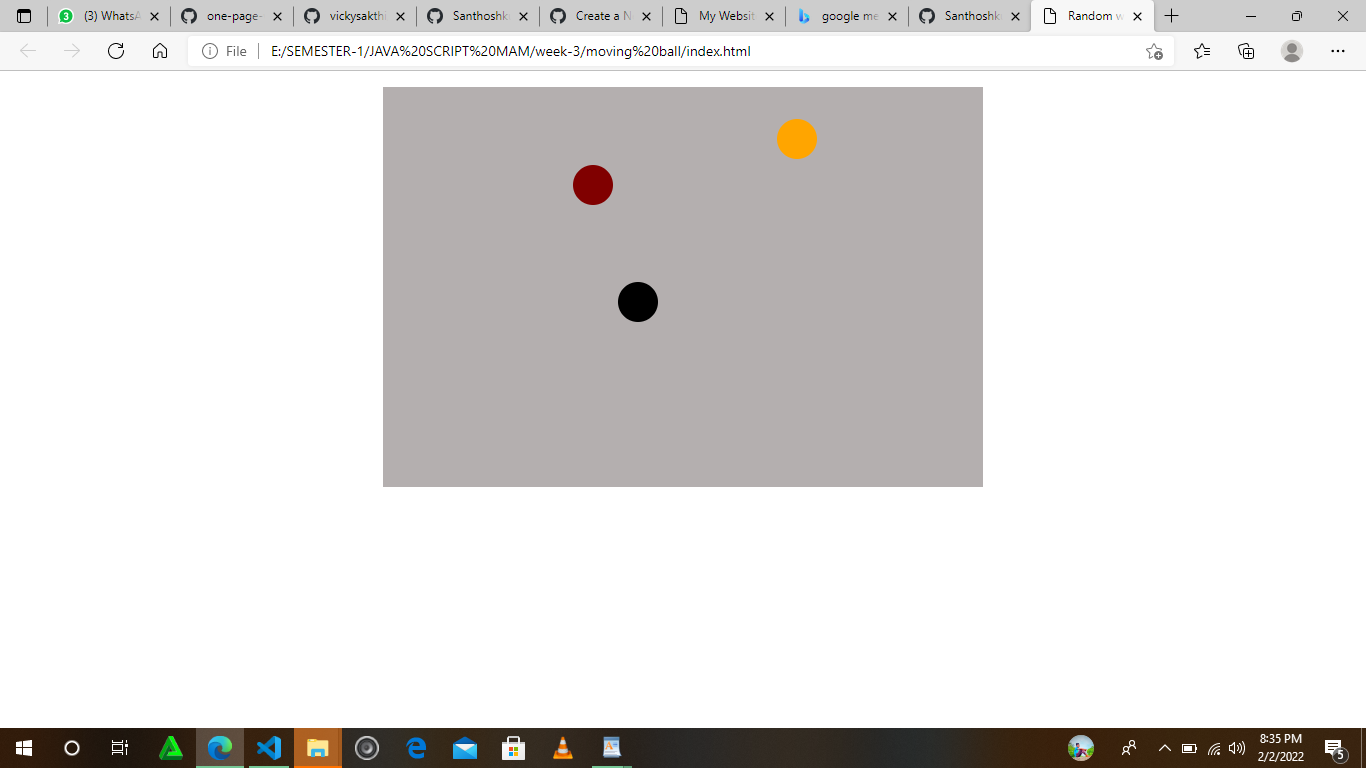 3 (3) WhatsA
one-page-
vickysakthi
Santhoshk
Create a N
My Websit
google me
Santhoshk
Random w
File E:/SEMESTER-1/JAVA%20SCRIPT%20MAM/week-3/moving%20ball/index.html
8:35 PM
2/2/2022
5